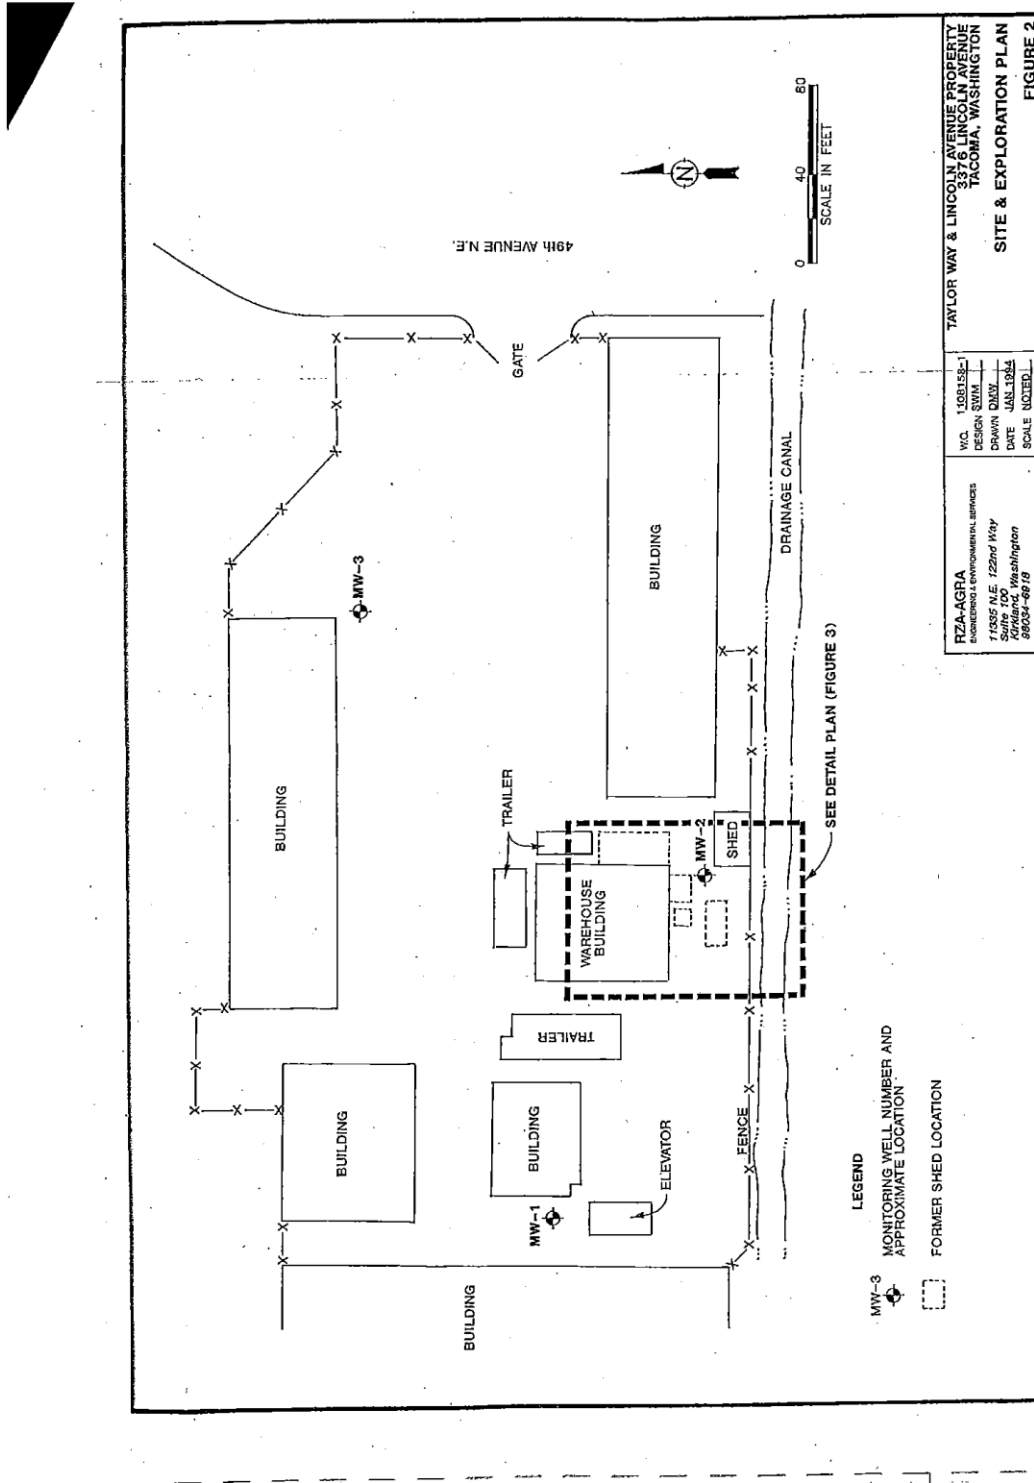 49th AVENUE N.E.
GATE
MW-3
BUILDING
BUILDING
DRAINAGE CANAL
0 40 80
SCALE IN FEET
N
BUILDING
TRAILER
WAREHOUSE
BUILDING
MW-2
SHED
SEE DETAIL PLAN (FIGURE 3)
TRAILER
BUILDING
BUILDING
MW-1
ELEVATOR
FENCE
BUILDING
LEGEND
MW-3
MONITORING WELL NUMBER AND
APPROXIMATE LOCATION
FORMER SHED LOCATION
RZA-AGRA
ENGINEERING & ENVIRONMENTAL SERVICES
11335 N.E. 122nd Way
Suite 100
Kirkland, Washington
98034-6918
W.O. 1108158-1
DESIGN SWM
DRAWN DMW
DATE JAN 1994
SCALE NOTED
TAYLOR WAY & LINCOLN AVENUE PROPERTY
3376 LINCOLN AVENUE
TACOMA, WASHINGTON
SITE & EXPLORATION PLAN
FIGURE 2